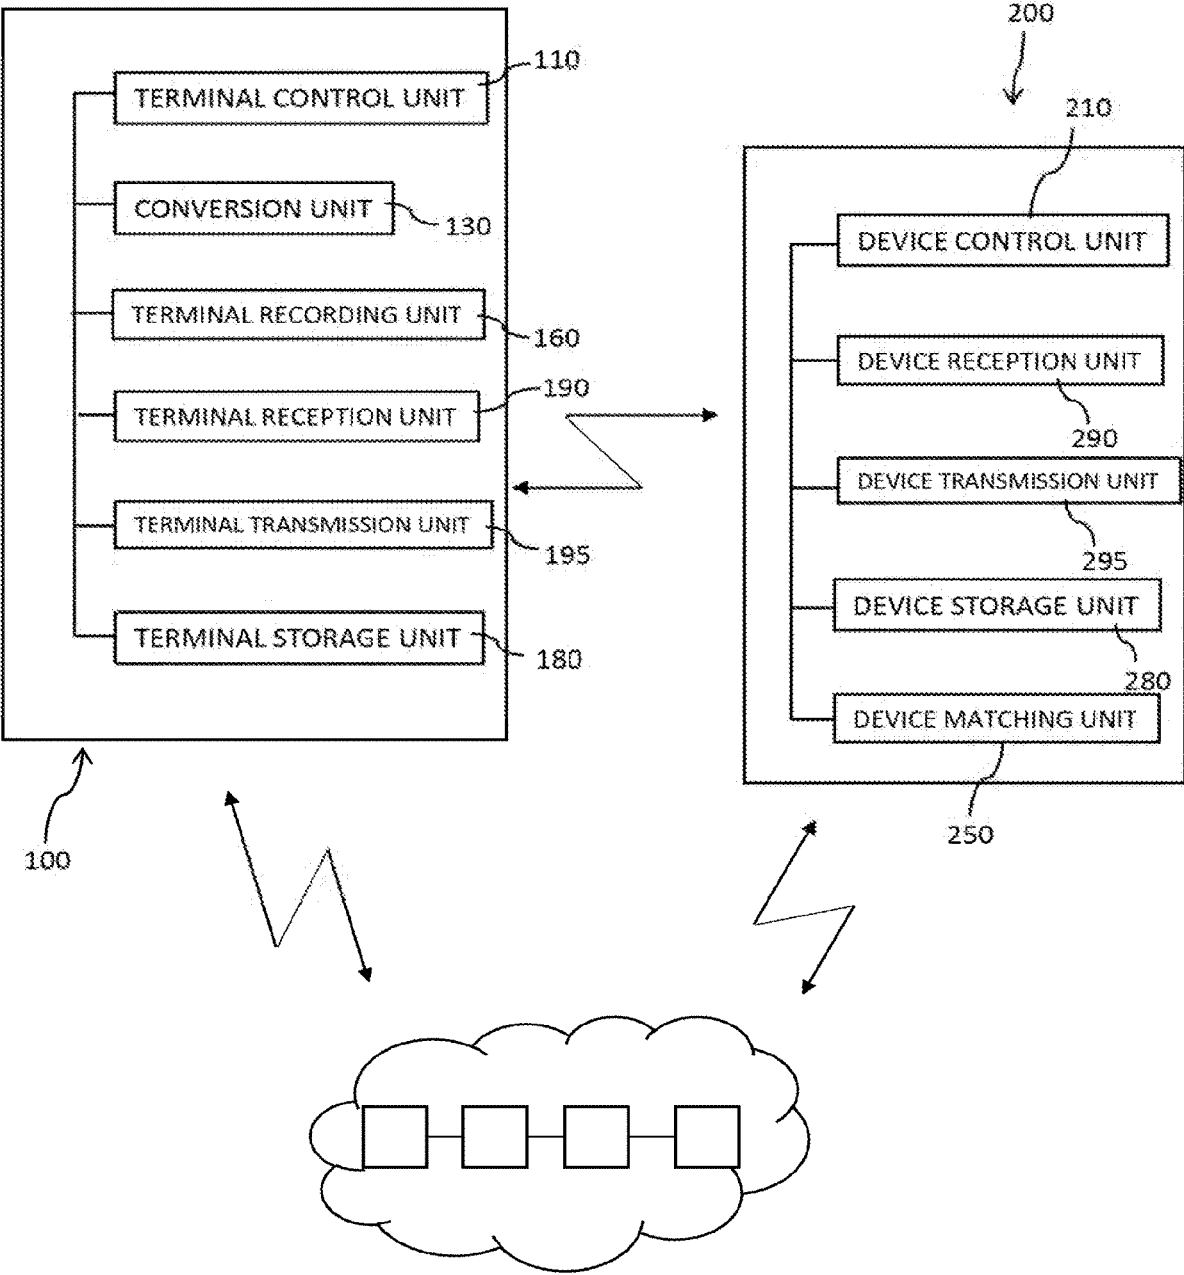 110
TERMINAL CONTROL UNIT
CONVERSION UNIT
130
TERMINAL RECORDING UNIT
160
190
TERMINAL RECEPTION UNIT
TERMINAL TRANSMISSION UNIT
195
TERMINAL STORAGE UNIT
180
100
200
210
DEVICE CONTROL UNIT
DEVICE RECEPTION UNIT
290
DEVICE TRANSMISSION UNIT
295
DEVICE STORAGE UNIT
280
DEVICE MATCHING UNIT
250